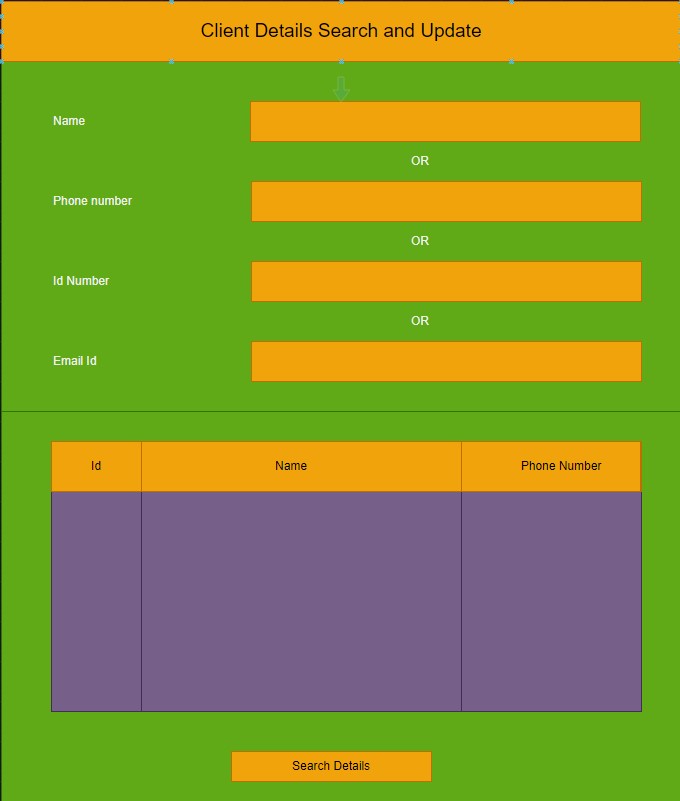 Client Details Search and Update
Name
OR
Phone number
OR
Id Number
OR
Email Id
Id Name Phone Number
Search Details